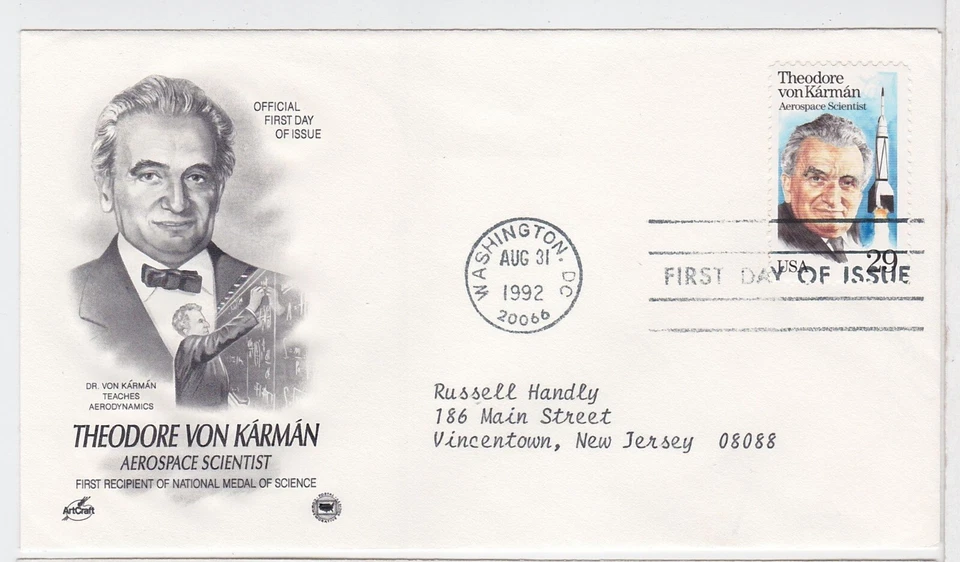 OFFICIAL
FIRST DAY
OF ISSUE
DR. VON KÁRMÁN
TEACHES
AERODYNAMICS
THEODORE VON KÁRMÁN
AEROSPACE SCIENTIST
FIRST RECIPIENT OF NATIONAL MEDAL OF SCIENCE
ArtCraft
WASHINGTON, DC
AUG 31
1992
20066
Theodore
von Kármán
Aerospace Scientist
USA 29
FIRST DAY OF ISSUE
Russell Handly
186 Main Street
Vincentown, New Jersey 08088